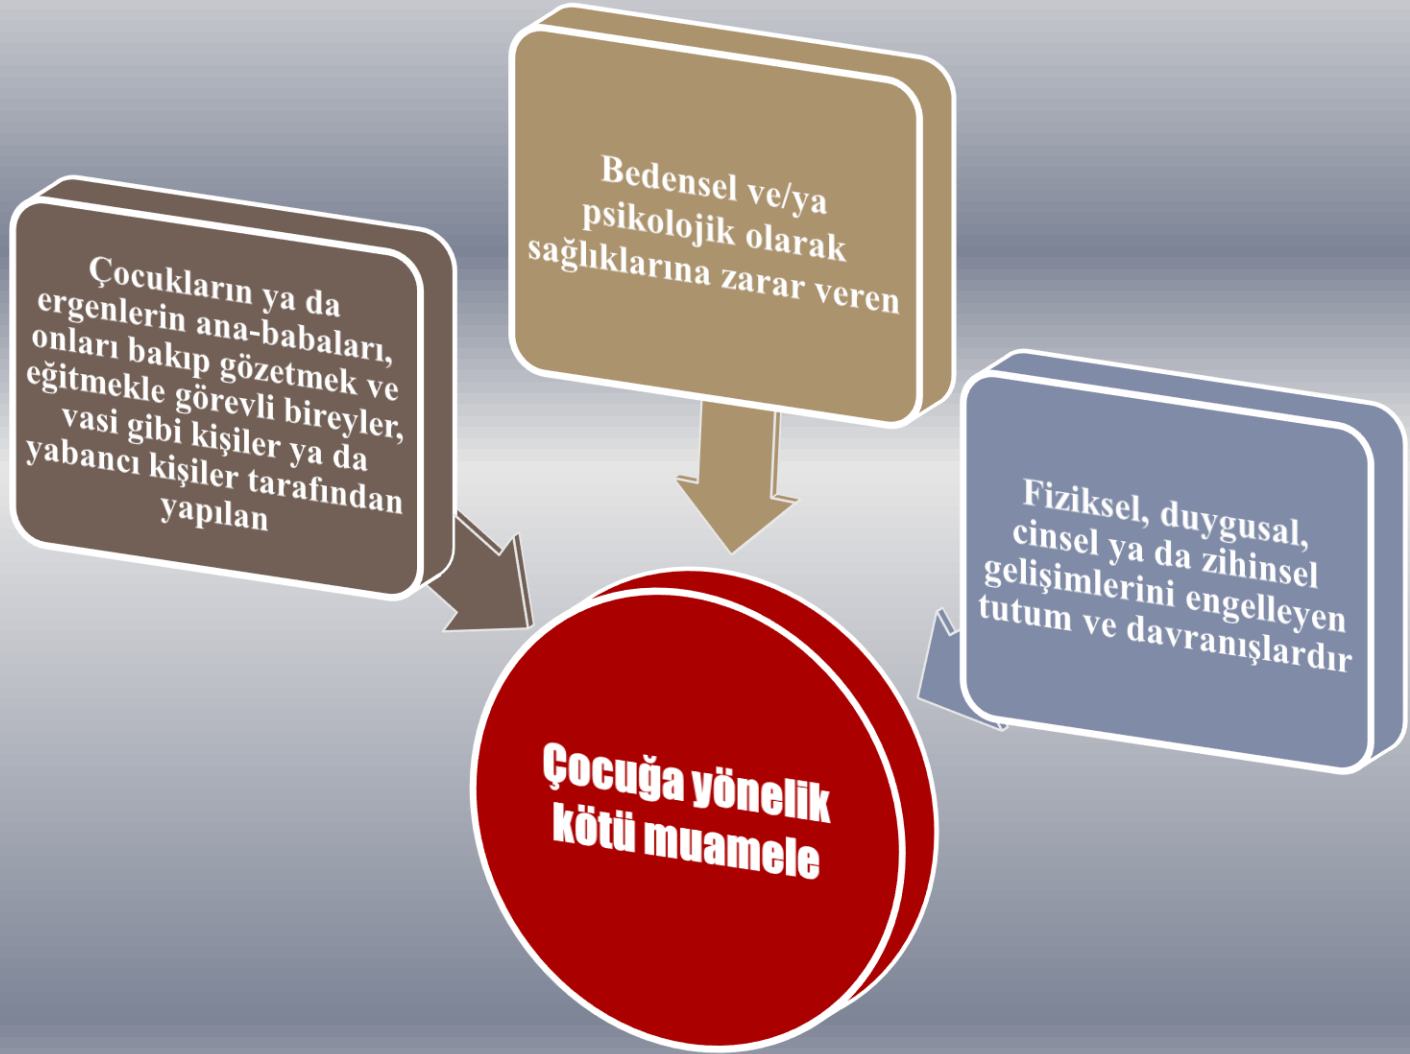 Çocukların ya da
ergenlerin ana-babaları,
onları bakıp gözetmek ve
eğitmekle görevli bireyler,
vasi gibi kişiler ya da
yabancı kişiler tarafından
yapılan
Bedensel ve/ya
psikolojik olarak
sağlıklarına zarar veren
Fiziksel, duygusal,
cinsel ya da zihinsel
gelişimlerini engelleyen
tutum ve davranışlardır
Çocuğa yönelik
kötü muamele